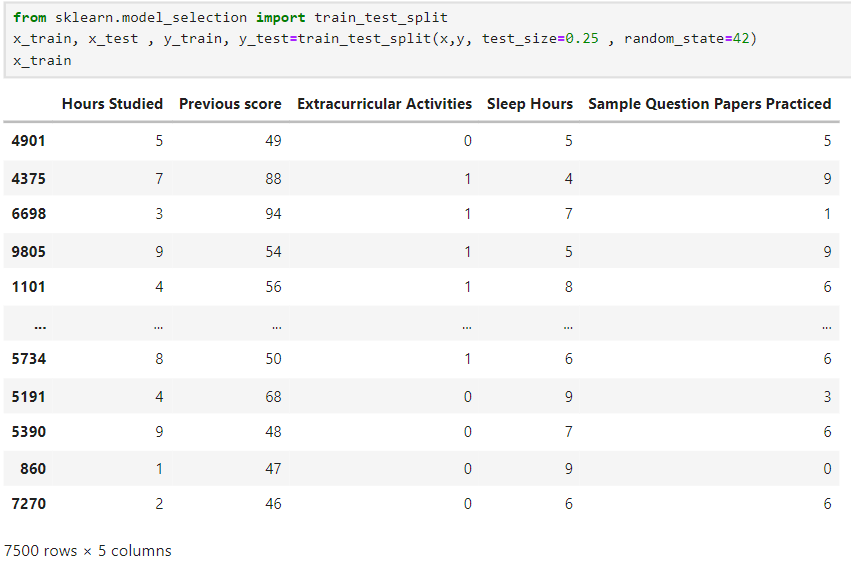 from sklearn.model_selection import train_test_split
x_train, x_test , y_train, y_test=train_test_split(x,y, test_size=0.25 , random_state=42)
x_train
Hours Studied Previous score Extracurricular Activities Sleep Hours Sample Question Papers Practiced
4901 5 49 0 5 5
4375 7 88 1 4 9
6698 3 94 1 7 1
9805 9 54 1 5 9
1101 4 56 1 8 6
... ... ... ... ... ...
5734 8 50 1 6 6
5191 4 68 0 9 3
5390 9 48 0 7 6
860 1 47 0 9 0
7270 2 46 0 6 6
7500 rows × 5 columns